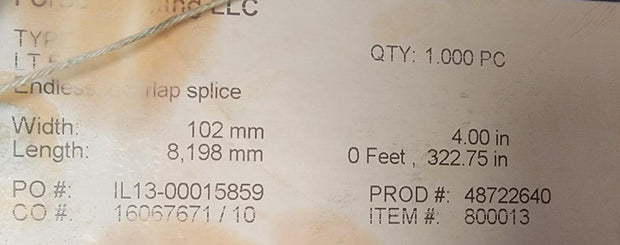 LLC
QTY: 1.000 PC
Endless splice
Width: 102 mm 4.00 in
Length: 8,198 mm 0 Feet , 322.75 in
PO #: IL13-00015859 PROD #: 48722640
CO #: 16067671 / 10 ITEM #: 800013